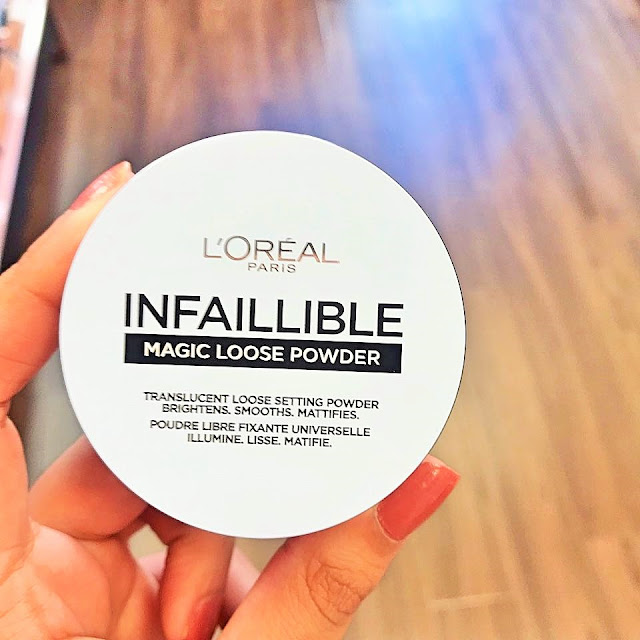 L'ORÉAL
PARIS
INFAILLIBLE
MAGIC LOOSE POWDER
TRANSLUCENT LOOSE SETTING POWDER
BRIGHTENS. SMOOTHS. MATTIFIES.
POUDRE LIBRE FIXANTE UNIVERSELLE
ILLUMINE. LISSE. MATIFIE.